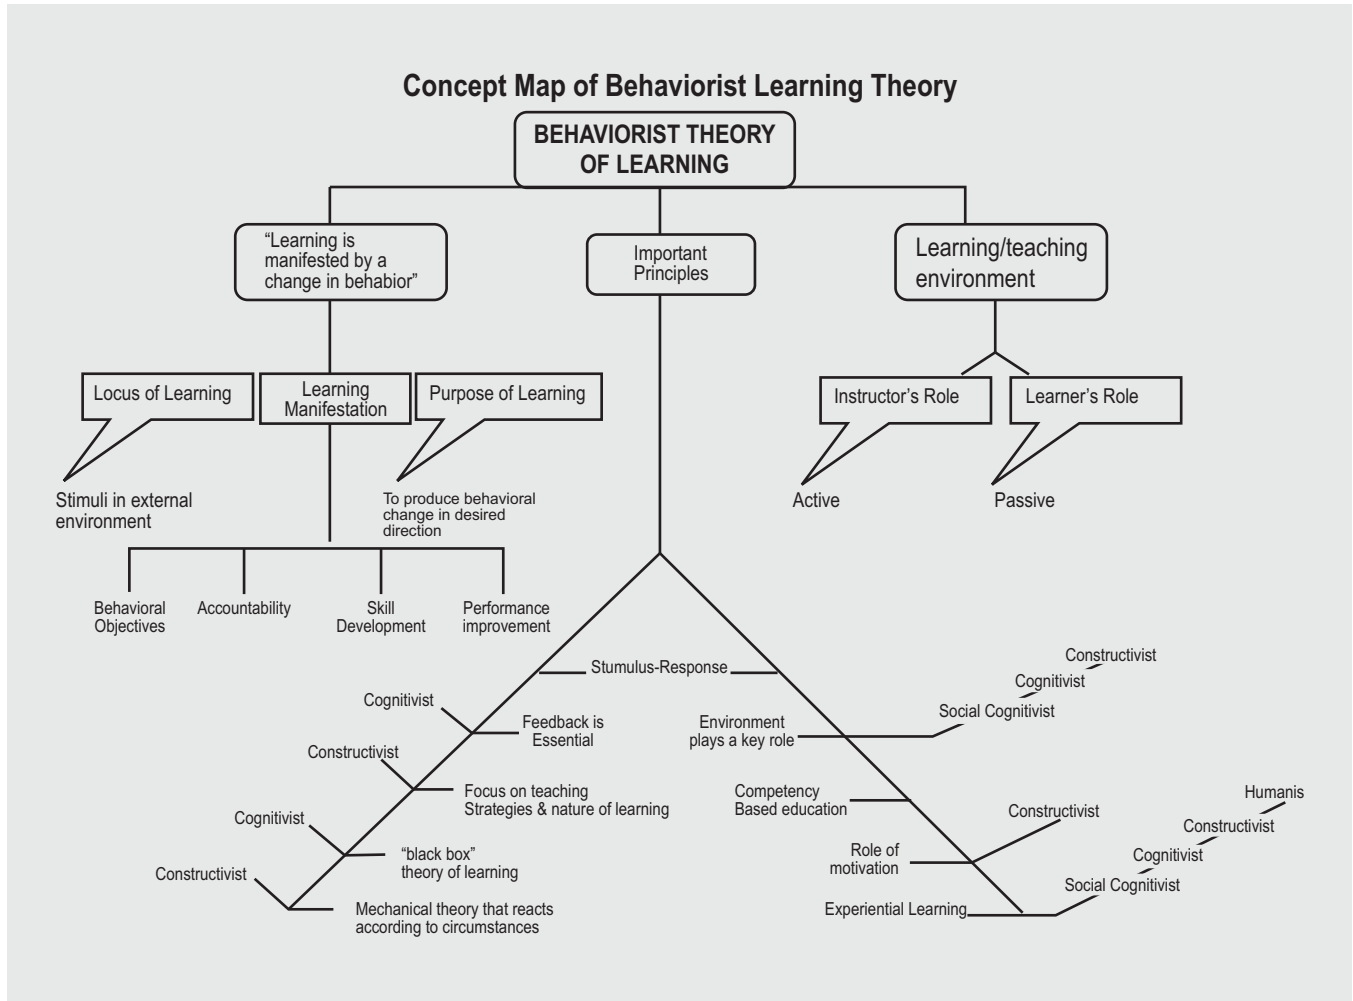 Concept Map of Behaviorist Learning Theory
BEHAVIORIST THEORY
OF LEARNING
“Learning is
manifested by a
change in behabior”
Important
Principles
Learning/teaching
environment
Locus of Learning
Learning
Manifestation
Purpose of Learning
Instructor’s Role
Learner’s Role
Stimuli in external
environment
To produce behavioral
change in desired
direction
Active
Passive
Behavioral
Objectives
Accountability
Skill
Development
Performance
improvement
Stumulus-Response
Cognitivist
Feedback is
Essential
Constructivist
Focus on teaching
Strategies & nature of learning
Cognitivist
“black box”
theory of learning
Constructivist
Mechanical theory that reacts
according to circumstances
Environment
plays a key role
Social Cognitivist
Cognitivist
Constructivist
Competency
Based education
Role of
motivation
Constructivist
Experiential Learning
Social Cognitivist
Cognitivist
Constructivist
Humanis